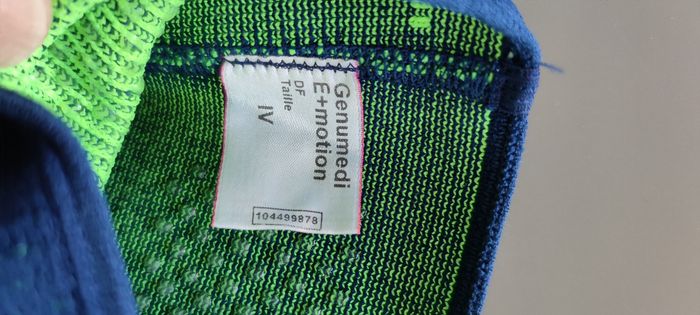 Genumedi
E+motion
DF
Taille
IV
104499878